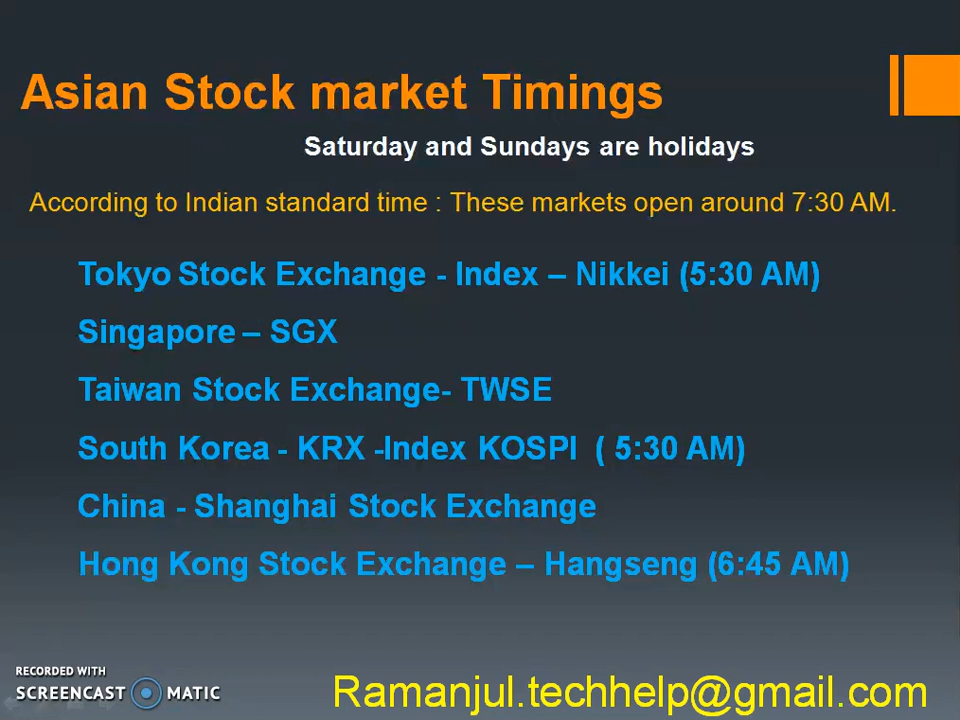 Asian Stock market Timings
Saturday and Sundays are holidays
According to Indian standard time : These markets open around 7:30 AM.
Tokyo Stock Exchange - Index – Nikkei (5:30 AM)
Singapore – SGX
Taiwan Stock Exchange- TWSE
South Korea - KRX -Index KOSPI ( 5:30 AM)
China - Shanghai Stock Exchange
Hong Kong Stock Exchange – Hangseng (6:45 AM)
RECORDED WITH
SCREENCAST MATIC
Ramanjul.techhelp@gmail.com